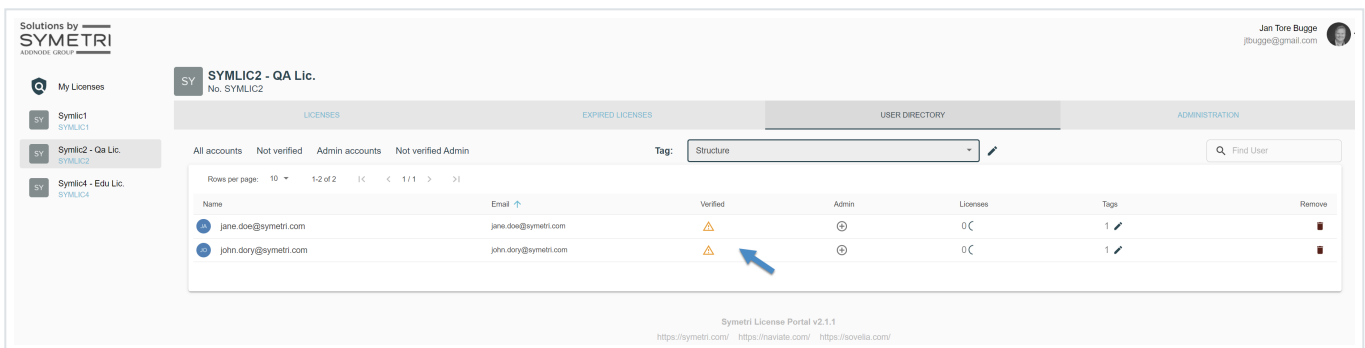 Solutions by
SYMETRI
ADDNODE GROUP
Jan Tore Bugge
jtbugge@gmail.com
My Licenses
SY
Symlic1
SYMLIC1
SY
Symlic2 - Qa Lic.
SYMLIC2
SY
Symlic4 - Edu Lic.
SYMLIC4
SY
SYMLIC2 - QA Lic.
No. SYMLIC2
LICENSES EXPIRED LICENSES USER DIRECTORY ADMINISTRATION
All accounts Not verified Admin accounts Not verified Admin Tag: Structure Find User
Rows per page: 10 1-2 of 2 1 / 1
Name Email Verified Admin Licenses Tags Remove
JA jane.doe@symetri.com jane.doe@symetri.com 0 1
JO john.dory@symetri.com john.dory@symetri.com 0 1
Symetri License Portal v2.1.1
https://symetri.com/ https://naviate.com/ https://sovelia.com/